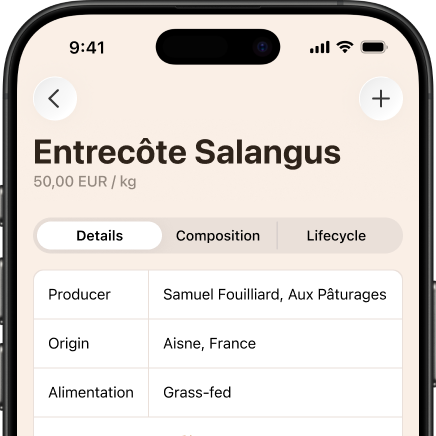 9:41
Entrecôte Salangus
50,00 EUR / kg
Details Composition Lifecycle
Producer Samuel Fouilliard, Aux Pâturages
Origin Aisne, France
Alimentation Grass-fed